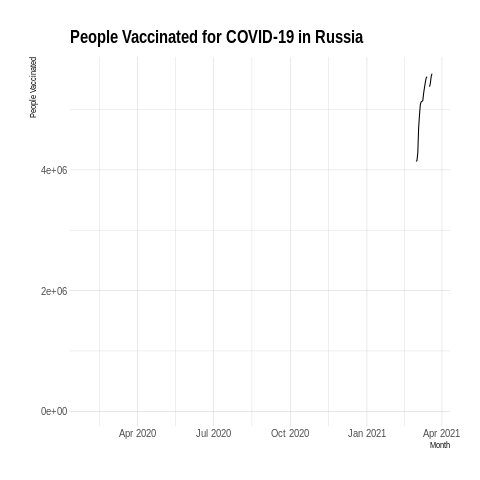 People Vaccinated for COVID-19 in Russia
People Vaccinated
4e+06
2e+06
0e+00
Apr 2020 Jul 2020 Oct 2020 Jan 2021 Apr 2021
Month